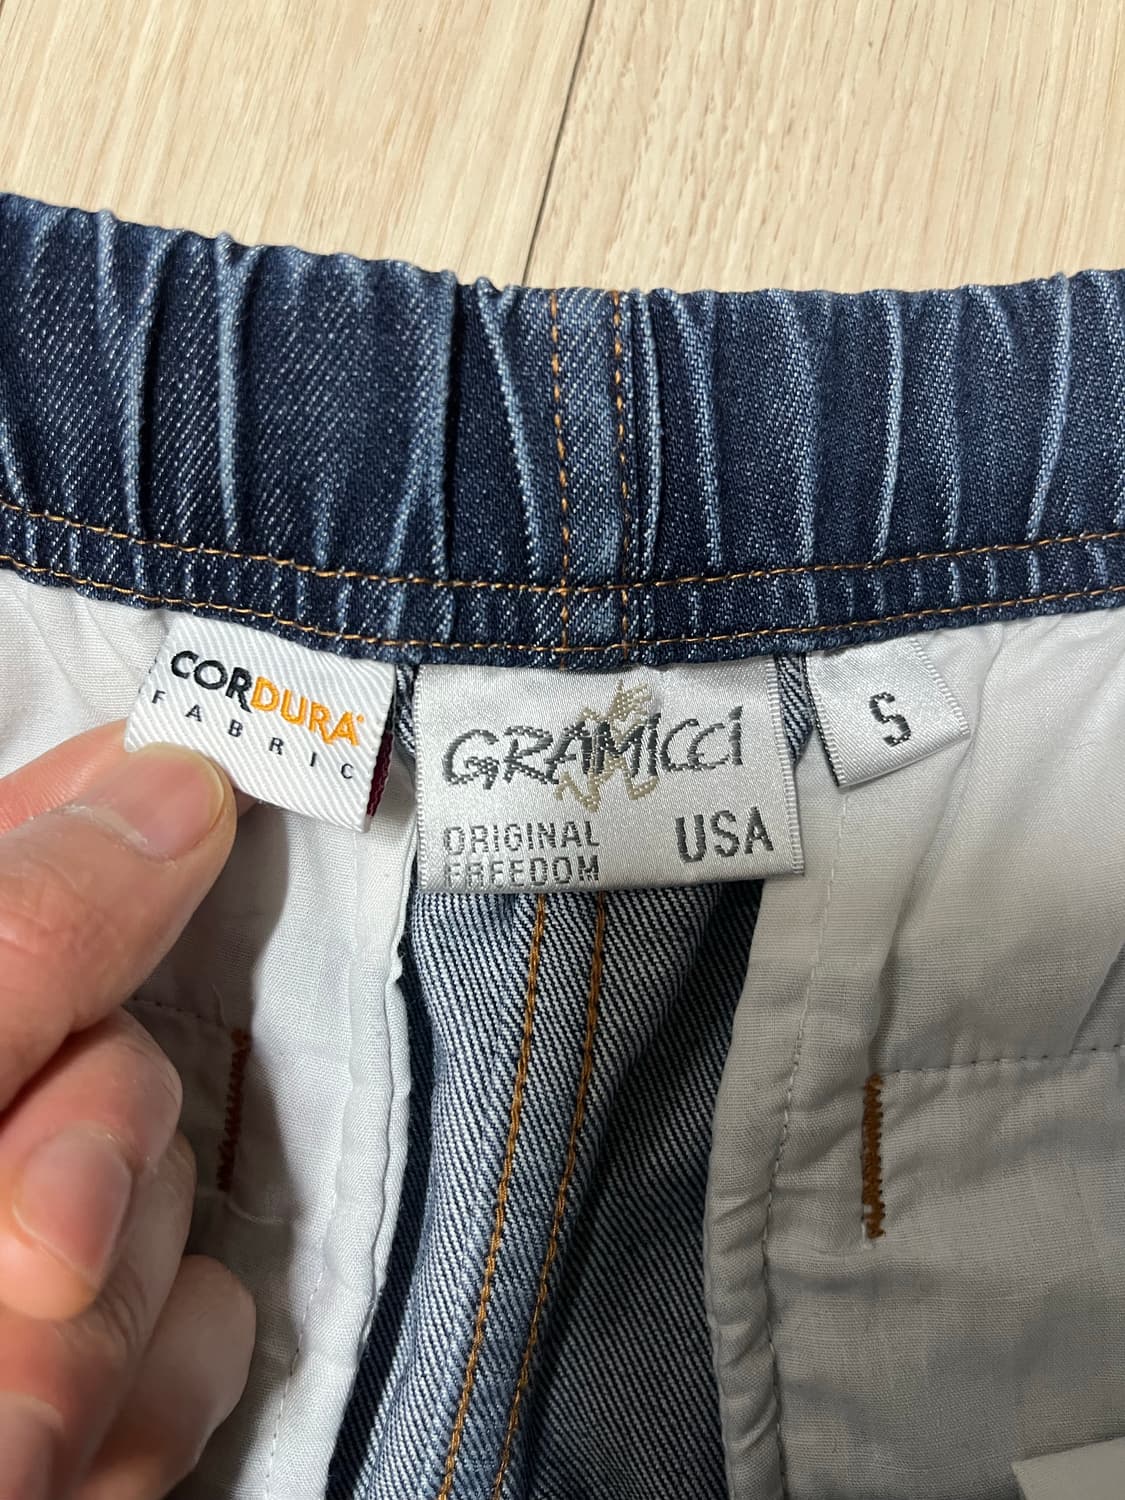 CORDURA
FABRIC
GRAMICCI
ORIGINAL
FREEDOM
USA
S